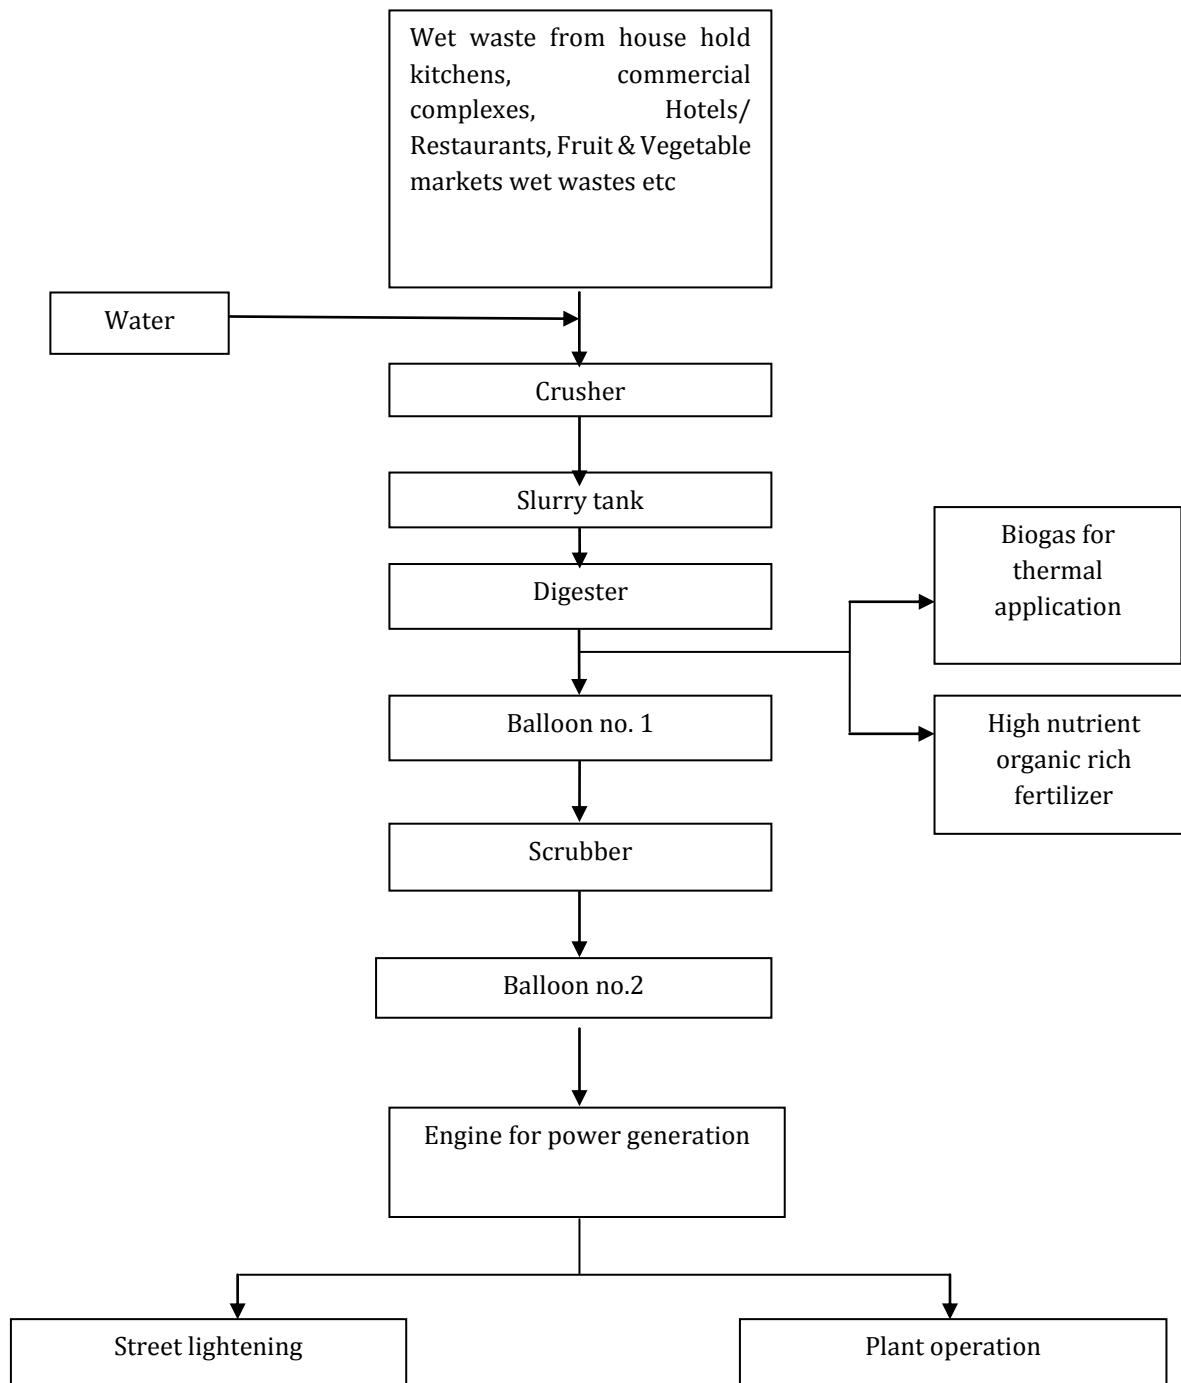 Wet waste from house hold
kitchens, commercial
complexes, Hotels/
Restaurants, Fruit & Vegetable
markets wet wastes etc
Water
Crusher
Slurry tank
Digester
Biogas for
thermal
application
Balloon no. 1
High nutrient
organic rich
fertilizer
Scrubber
Balloon no.2
Engine for power generation
Street lightening
Plant operation